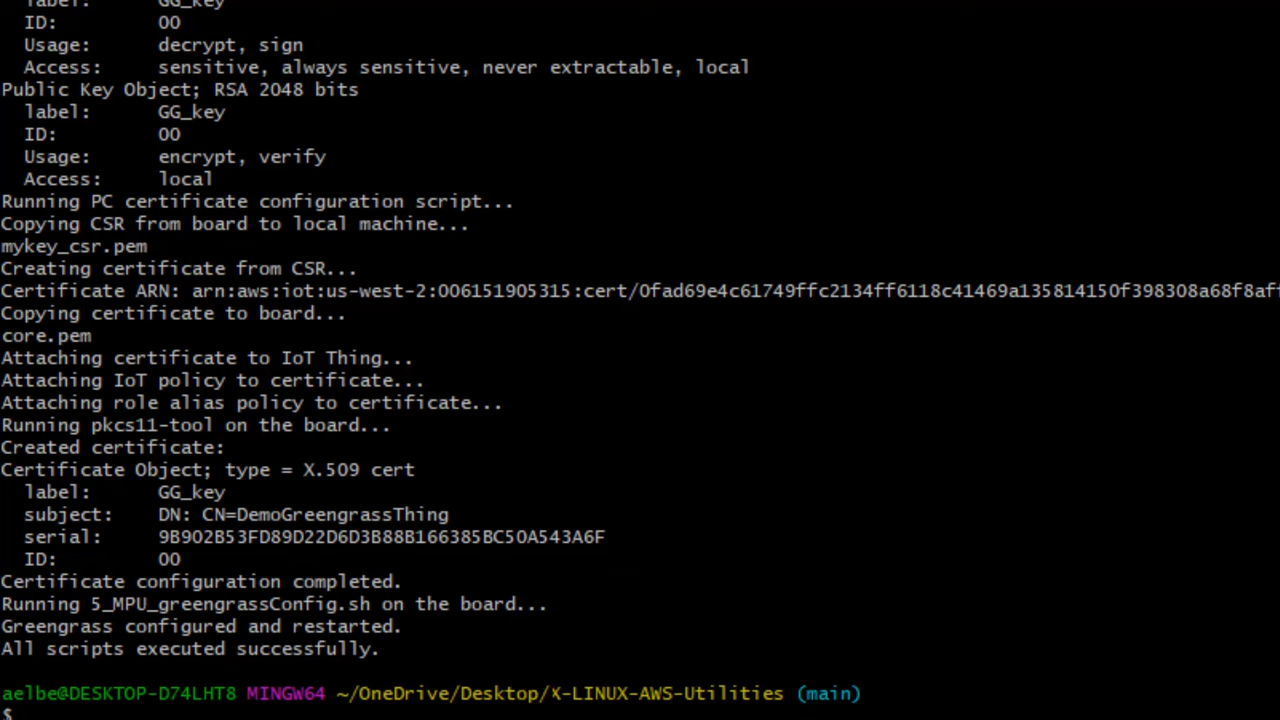 label:      GG_key
ID:         00
Usage:      decrypt, sign
Access:     sensitive, always sensitive, never extractable, local
Public Key Object; RSA 2048 bits
label:      GG_key
ID:         00
Usage:      encrypt, verify
Access:     local
Running PC certificate configuration script...
Copying CSR from board to local machine...
mykey_csr.pem
Creating certificate from CSR...
Certificate ARN: arn:aws:iot:us-west-2:006151905315:cert/0fad69e4c61749ffc2134ff6118c41469a135814150f398308a68f8aff
Copying certificate to board...
core.pem
Attaching certificate to IoT Thing...
Attaching IoT policy to certificate...
Attaching role alias policy to certificate...
Running pkcs11-tool on the board...
Created certificate:
Certificate Object; type = X.509 cert
label:      GG_key
subject:    DN: CN=DemoGreengrassThing
serial:     9B902B53FD89D22D6D3B88B166385BC50A543A6F
ID:         00
Certificate configuration completed.
Running 5_MPU_greengrassConfig.sh on the board...
Greengrass configured and restarted.
All scripts executed successfully.
aelbe@DESKTOP-D74LHT8 MINGW64 ~/OneDrive/Desktop/X-LINUX-AWS-Utilities (main)
$